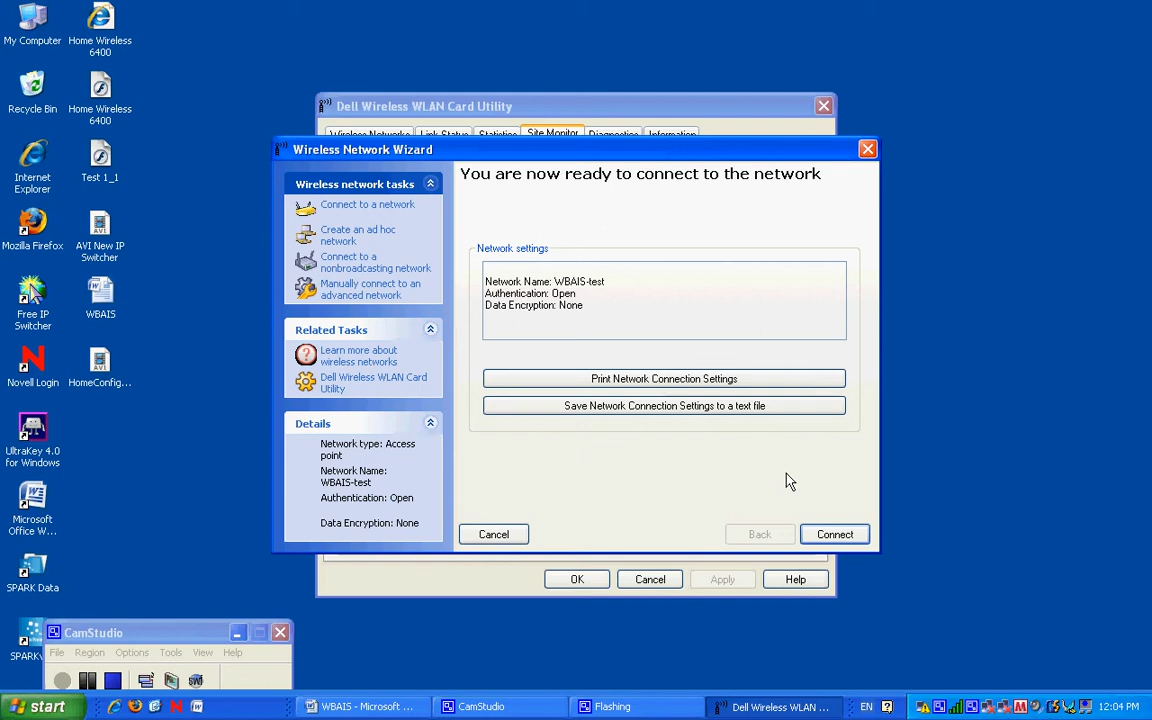 My Computer
Home Wireless
6400
Recycle Bin
Home Wireless
6400
Internet
Explorer
Test 1_1
Mozilla Firefox
AVI New IP
Switcher
Free IP
Switcher
WBAIS
Novell Login
HomeConfig...
UltraKey 4.0
for Windows
Microsoft
Office W...
SPARK Data
Dell Wireless WLAN Card Utility
Wireless Networks
Link Status
Statistics
Site Monitor
Diagnostics
Information
Wireless Network Wizard
Wireless network tasks
Connect to a network
Create an ad hoc
network
Connect to a
nonbroadcasting network
Manually connect to an
advanced network
Related Tasks
Learn more about
wireless networks
Dell Wireless WLAN Card
Utility
Details
Network type: Access
point
Network Name:
WBAIS-test
Authentication: Open
Data Encryption: None
You are now ready to connect to the network
Network settings
Network Name: WBAIS-test
Authentication: Open
Data Encryption: None
Print Network Connection Settings
Save Network Connection Settings to a text file
Cancel
Back
Connect
OK
Cancel
Apply
Help
CamStudio
File Region Options Tools View Help
start
WBAIS - Microsoft ...
CamStudio
Flashing
Dell Wireless WLAN ...
EN
12:04 PM